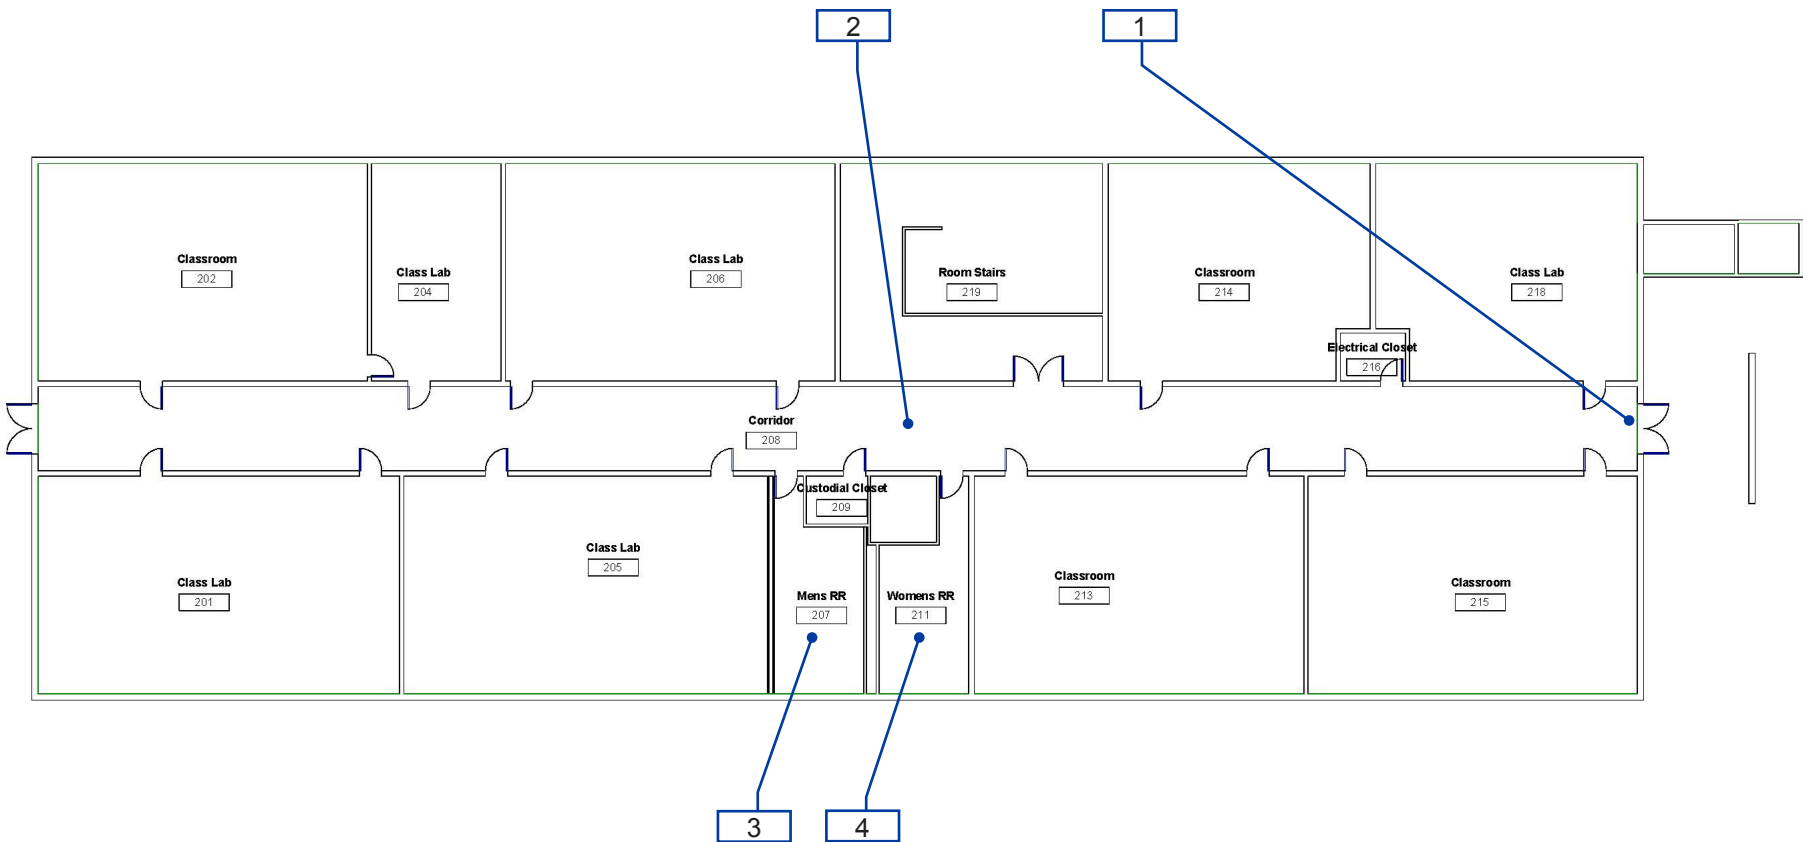 2
1
Classroom
202
Class Lab
204
Class Lab
206
Room Stairs
219
Classroom
214
Class Lab
218
Electrical Closet
216
Corridor
208
Custodial Closet
209
Class Lab
201
Class Lab
205
Mens RR
207
Womens RR
211
Classroom
213
Classroom
215
3
4